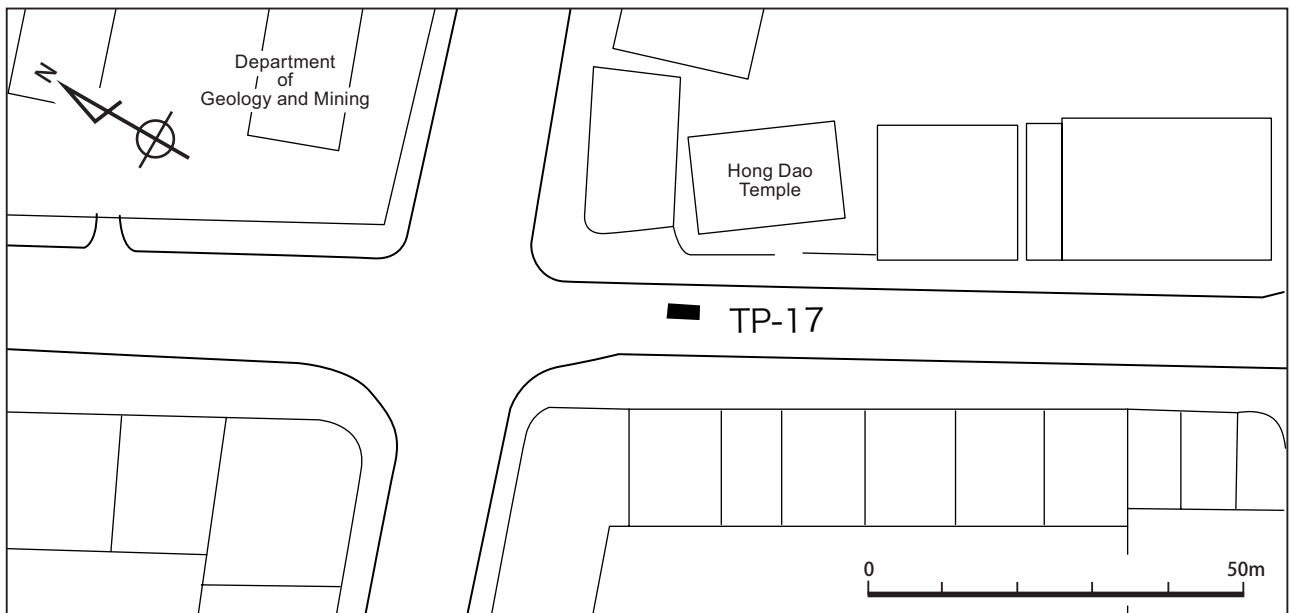 N
Department
of
Geology and Mining
Hong Dao
Temple
TP-17
0
50m